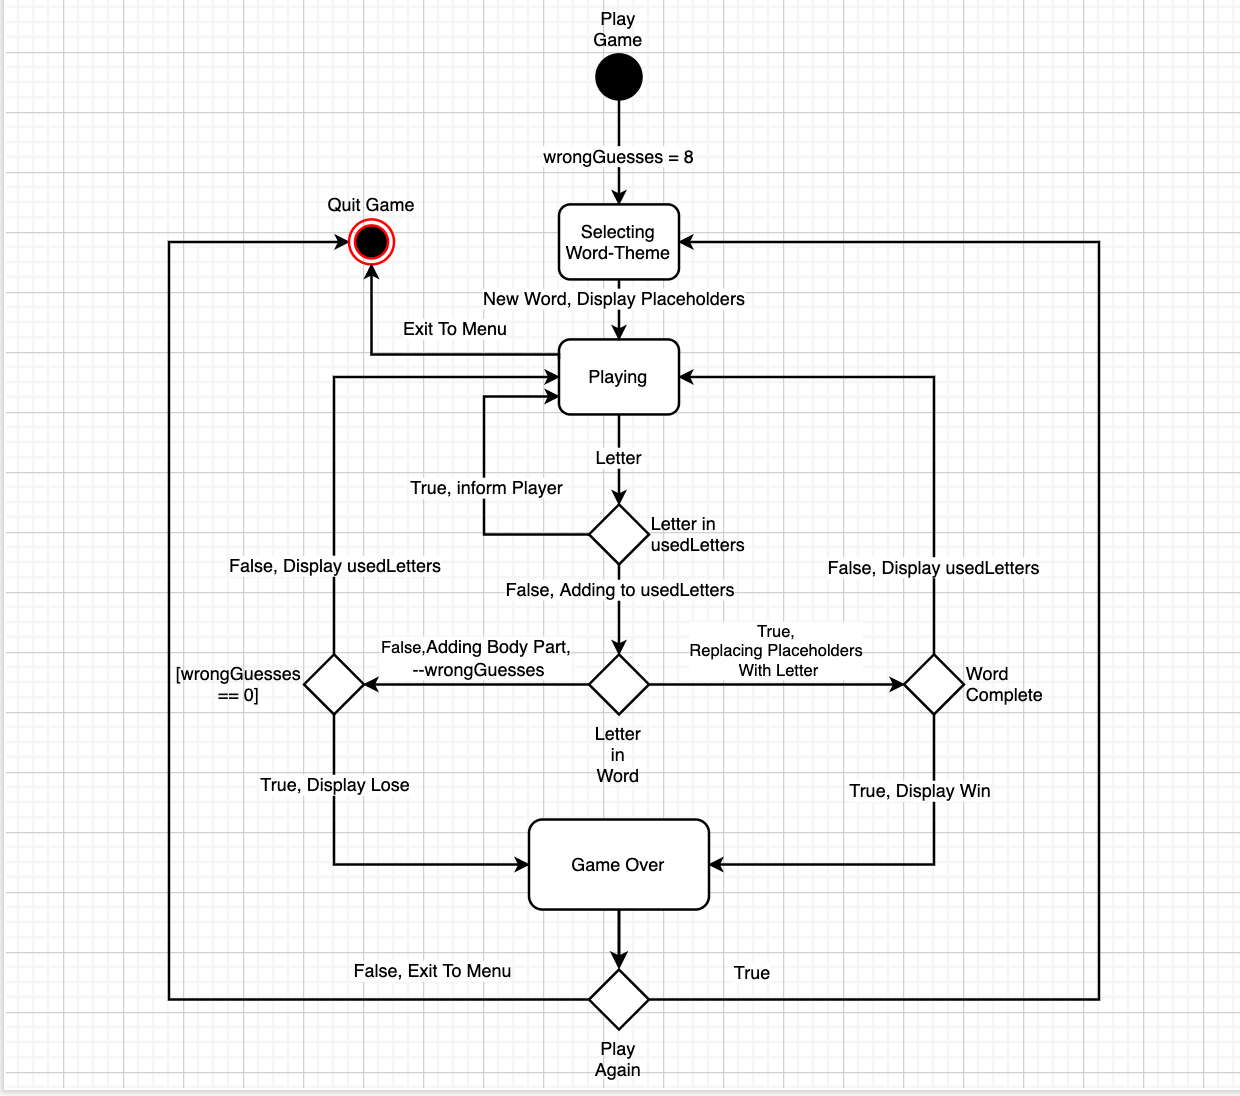 Play
Game
wrongGuesses = 8
Quit Game
Selecting
Word-Theme
New Word, Display Placeholders
Exit To Menu
Playing
Letter
True, inform Player
Letter in
usedLetters
False, Display usedLetters
False, Display usedLetters
False, Adding to usedLetters
True,
Replacing Placeholders
With Letter
False,Adding Body Part,
--wrongGuesses
[wrongGuesses
== 0]
Word
Complete
Letter
in
Word
True, Display Lose
True, Display Win
Game Over
False, Exit To Menu
True
Play
Again